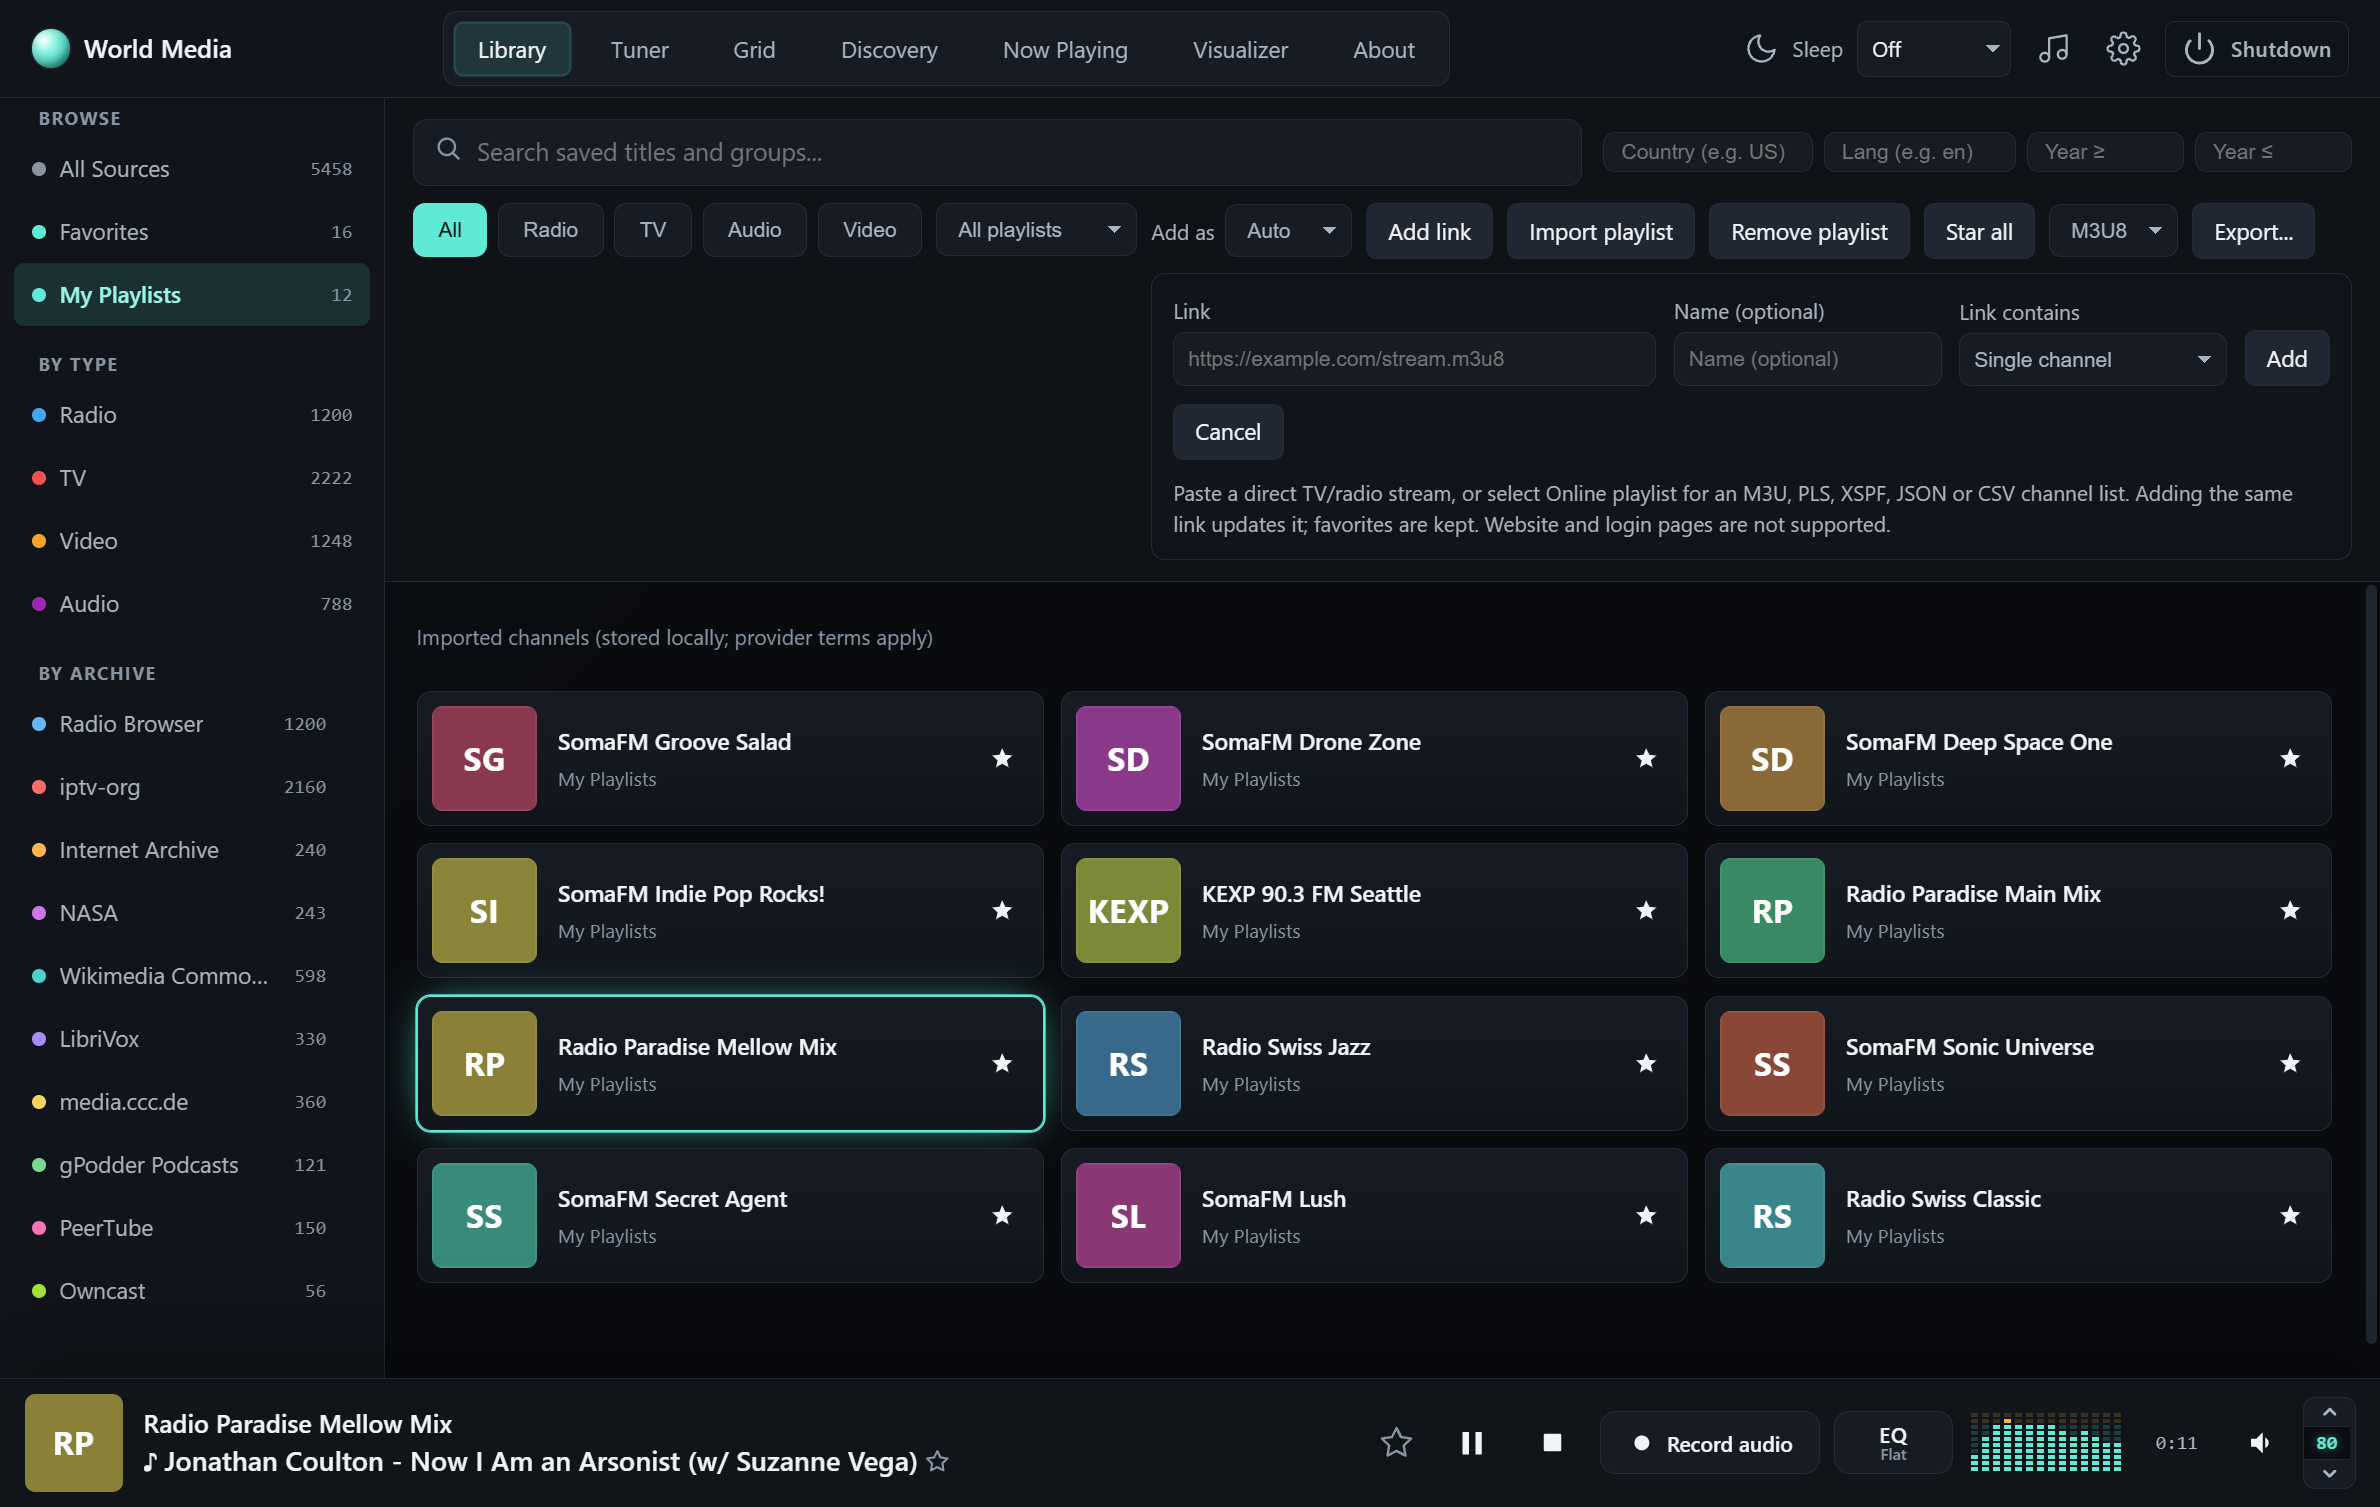 World Media
Library
Tuner
Grid
Discovery
Now Playing
Visualizer
About
Sleep
Off
Shutdown
BROWSE
All Sources 5458
Favorites 16
My Playlists 12
BY TYPE
Radio 1200
TV 2222
Video 1248
Audio 788
BY ARCHIVE
Radio Browser 1200
iptv-org 2160
Internet Archive 240
NASA 243
Wikimedia Commo... 598
LibriVox 330
media.ccc.de 360
gPodder Podcasts 121
PeerTube 150
Owncast 56
Search saved titles and groups...
Country (e.g. US)
Lang (e.g. en)
Year ≥
Year ≤
All
Radio
TV
Audio
Video
All playlists
Add as
Auto
Add link
Import playlist
Remove playlist
Star all
M3U8
Export...
Link
Name (optional)
Link contains
https://example.com/stream.m3u8
Name (optional)
Single channel
Add
Cancel
Paste a direct TV/radio stream, or select Online playlist for an M3U, PLS, XSPF, JSON or CSV channel list. Adding the same
link updates it; favorites are kept. Website and login pages are not supported.
Imported channels (stored locally; provider terms apply)
SG
SomaFM Groove Salad
My Playlists
SD
SomaFM Drone Zone
My Playlists
SD
SomaFM Deep Space One
My Playlists
SI
SomaFM Indie Pop Rocks!
My Playlists
KEXP
KEXP 90.3 FM Seattle
My Playlists
RP
Radio Paradise Main Mix
My Playlists
RP
Radio Paradise Mellow Mix
My Playlists
RS
Radio Swiss Jazz
My Playlists
SS
SomaFM Sonic Universe
My Playlists
SS
SomaFM Secret Agent
My Playlists
SL
SomaFM Lush
My Playlists
RS
Radio Swiss Classic
My Playlists
RP
Radio Paradise Mellow Mix
♪ Jonathan Coulton - Now I Am an Arsonist (w/ Suzanne Vega)
Record audio
EQ
Flat
0:11
80